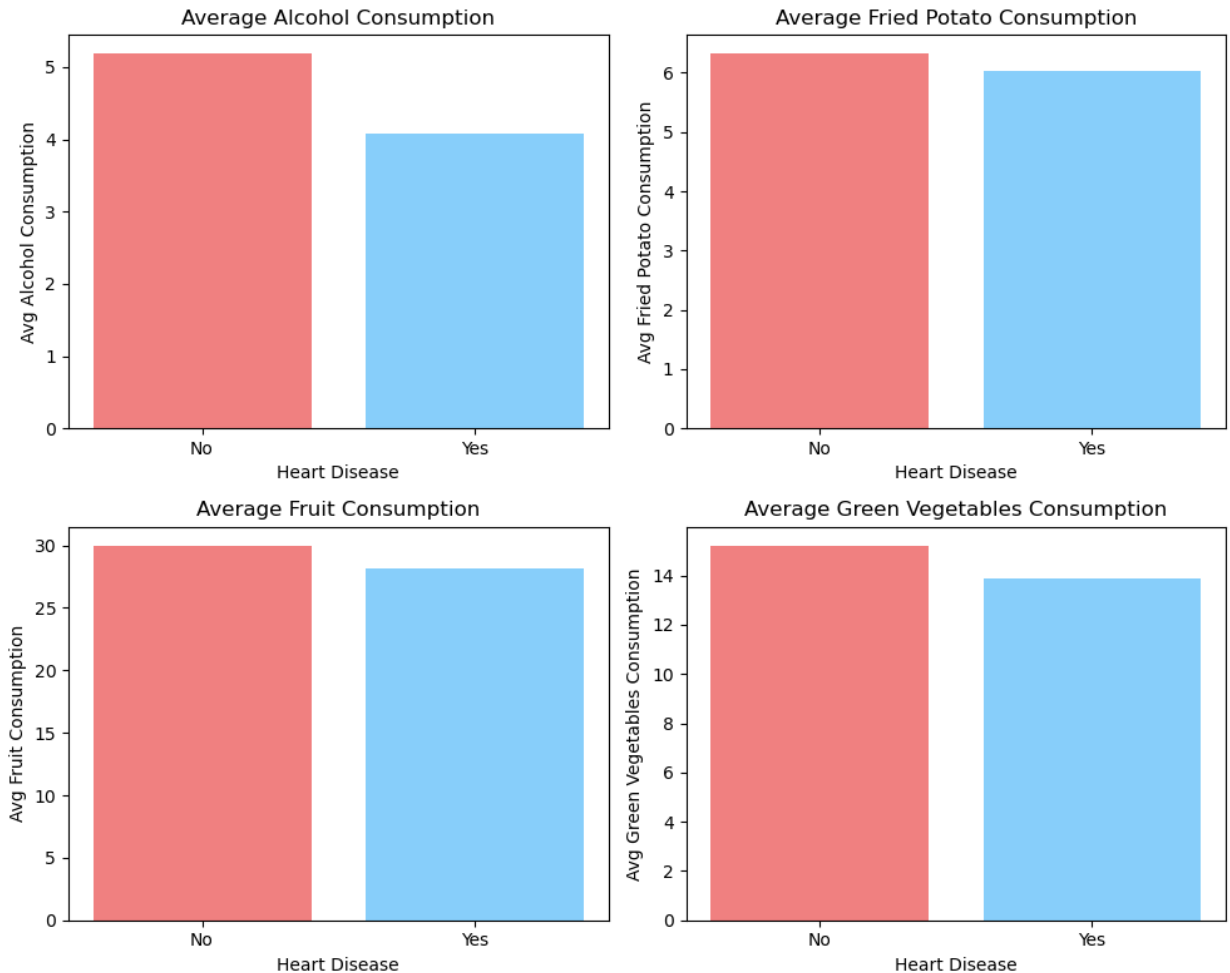 Average Alcohol Consumption
Avg Alcohol Consumption
5
4
3
2
1
0
No Yes
Heart Disease
Average Fried Potato Consumption
Avg Fried Potato Consumption
6
5
4
3
2
1
0
No Yes
Heart Disease
Average Fruit Consumption
Avg Fruit Consumption
30
25
20
15
10
5
0
No Yes
Heart Disease
Average Green Vegetables Consumption
Avg Green Vegetables Consumption
14
12
10
8
6
4
2
0
No Yes
Heart Disease